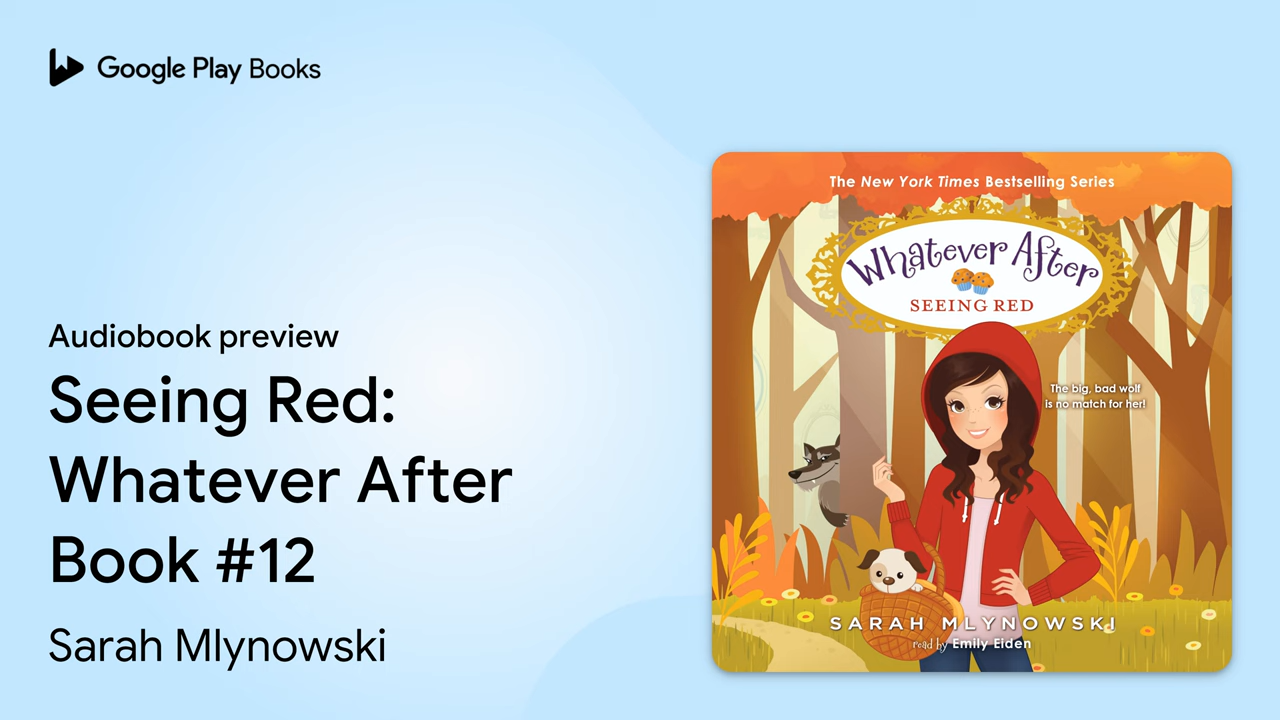 Google Play Books
Audiobook preview
Seeing Red:
Whatever After
Book #12
Sarah Mlynowski
The New York Times Bestselling Series
Whatever After
SEEING RED
The big, bad wolf
is no match for her!
SARAH MLYNOWSKI
read by Emily Eiden